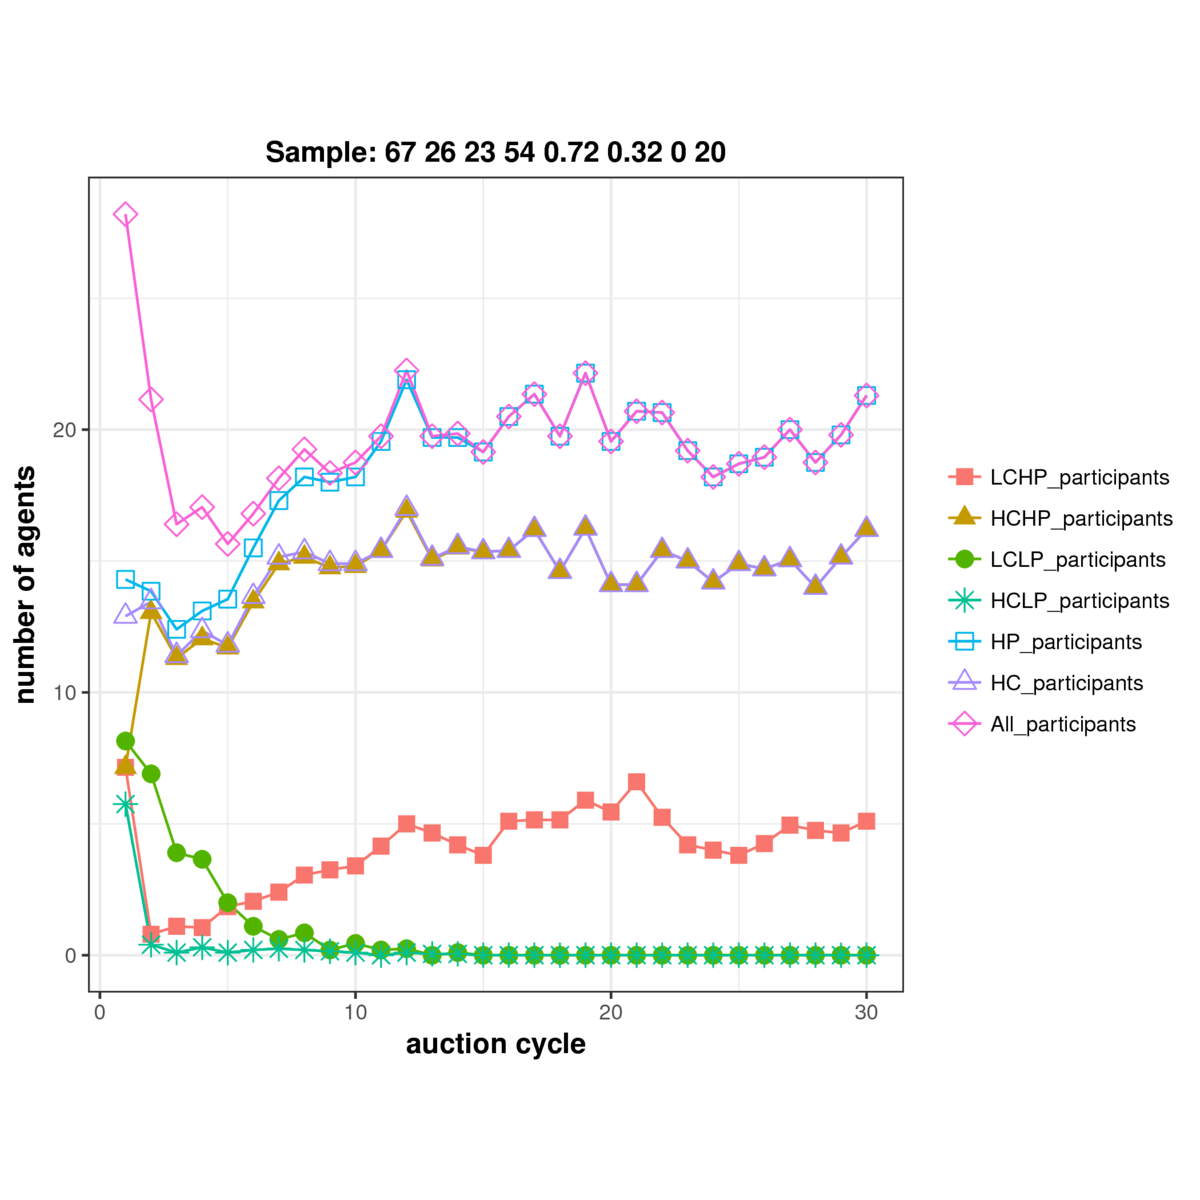 Sample: 67 26 23 54 0.72 0.32 0 20
number of agents
20
10
0
0 10 20 30
auction cycle
LCHP_participants
HCHP_participants
LCLP_participants
HCLP_participants
HP_participants
HC_participants
All_participants